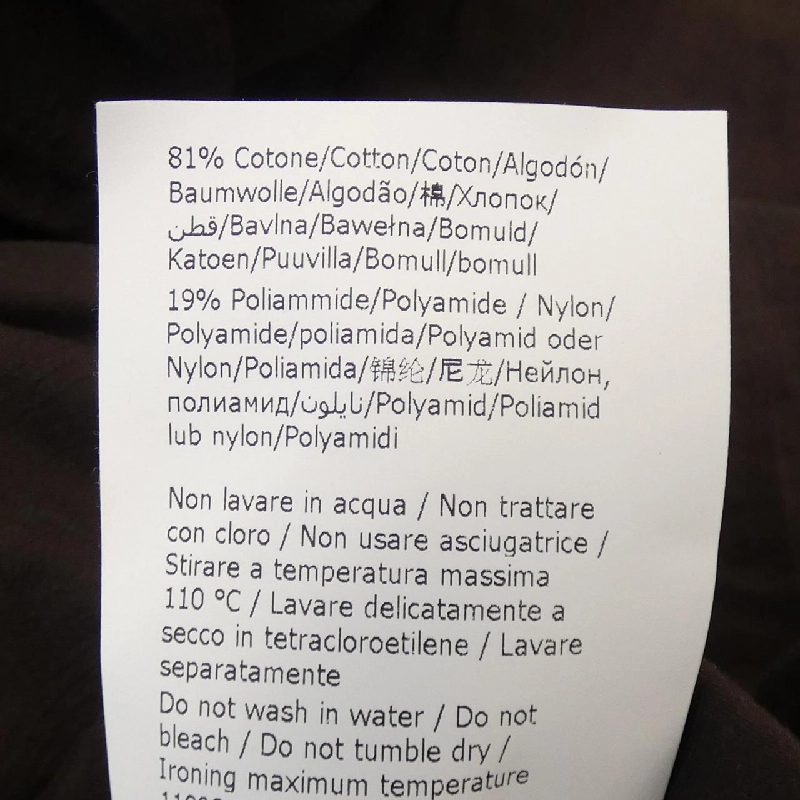 81% Cotone/Cotton/Coton/Algodón/
Baumwolle/Algodão/棉/Хлопок/
قطن/Bavlna/Bawełna/Bomuld/
Katoen/Puuvilla/Bomull/bomull
19% Poliammide/Polyamide / Nylon/
Polyamide/poliamida/Polyamid oder
Nylon/Poliamida/锦纶/尼龙/Нейлон,
полиамид/نايلون/Polyamid/Poliamid
lub nylon/Polyamidi
Non lavare in acqua / Non trattare
con cloro / Non usare asciugatrice /
Stirare a temperatura massima
110 °C / Lavare delicatamente a
secco in tetracloroetilene / Lavare
separatamente
Do not wash in water / Do not
bleach / Do not tumble dry /
Ironing maximum temperature